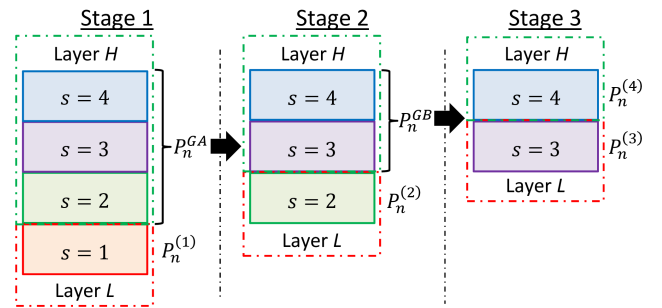 Stage 1
Layer H
s = 4
s = 3
s = 2
s = 1
P_n^{GA}
P_n^{(1)}
Layer L
Stage 2
Layer H
s = 4
s = 3
s = 2
P_n^{GB}
P_n^{(2)}
Layer L
Stage 3
Layer H
s = 4
P_n^{(4)}
s = 3
P_n^{(3)}
Layer L